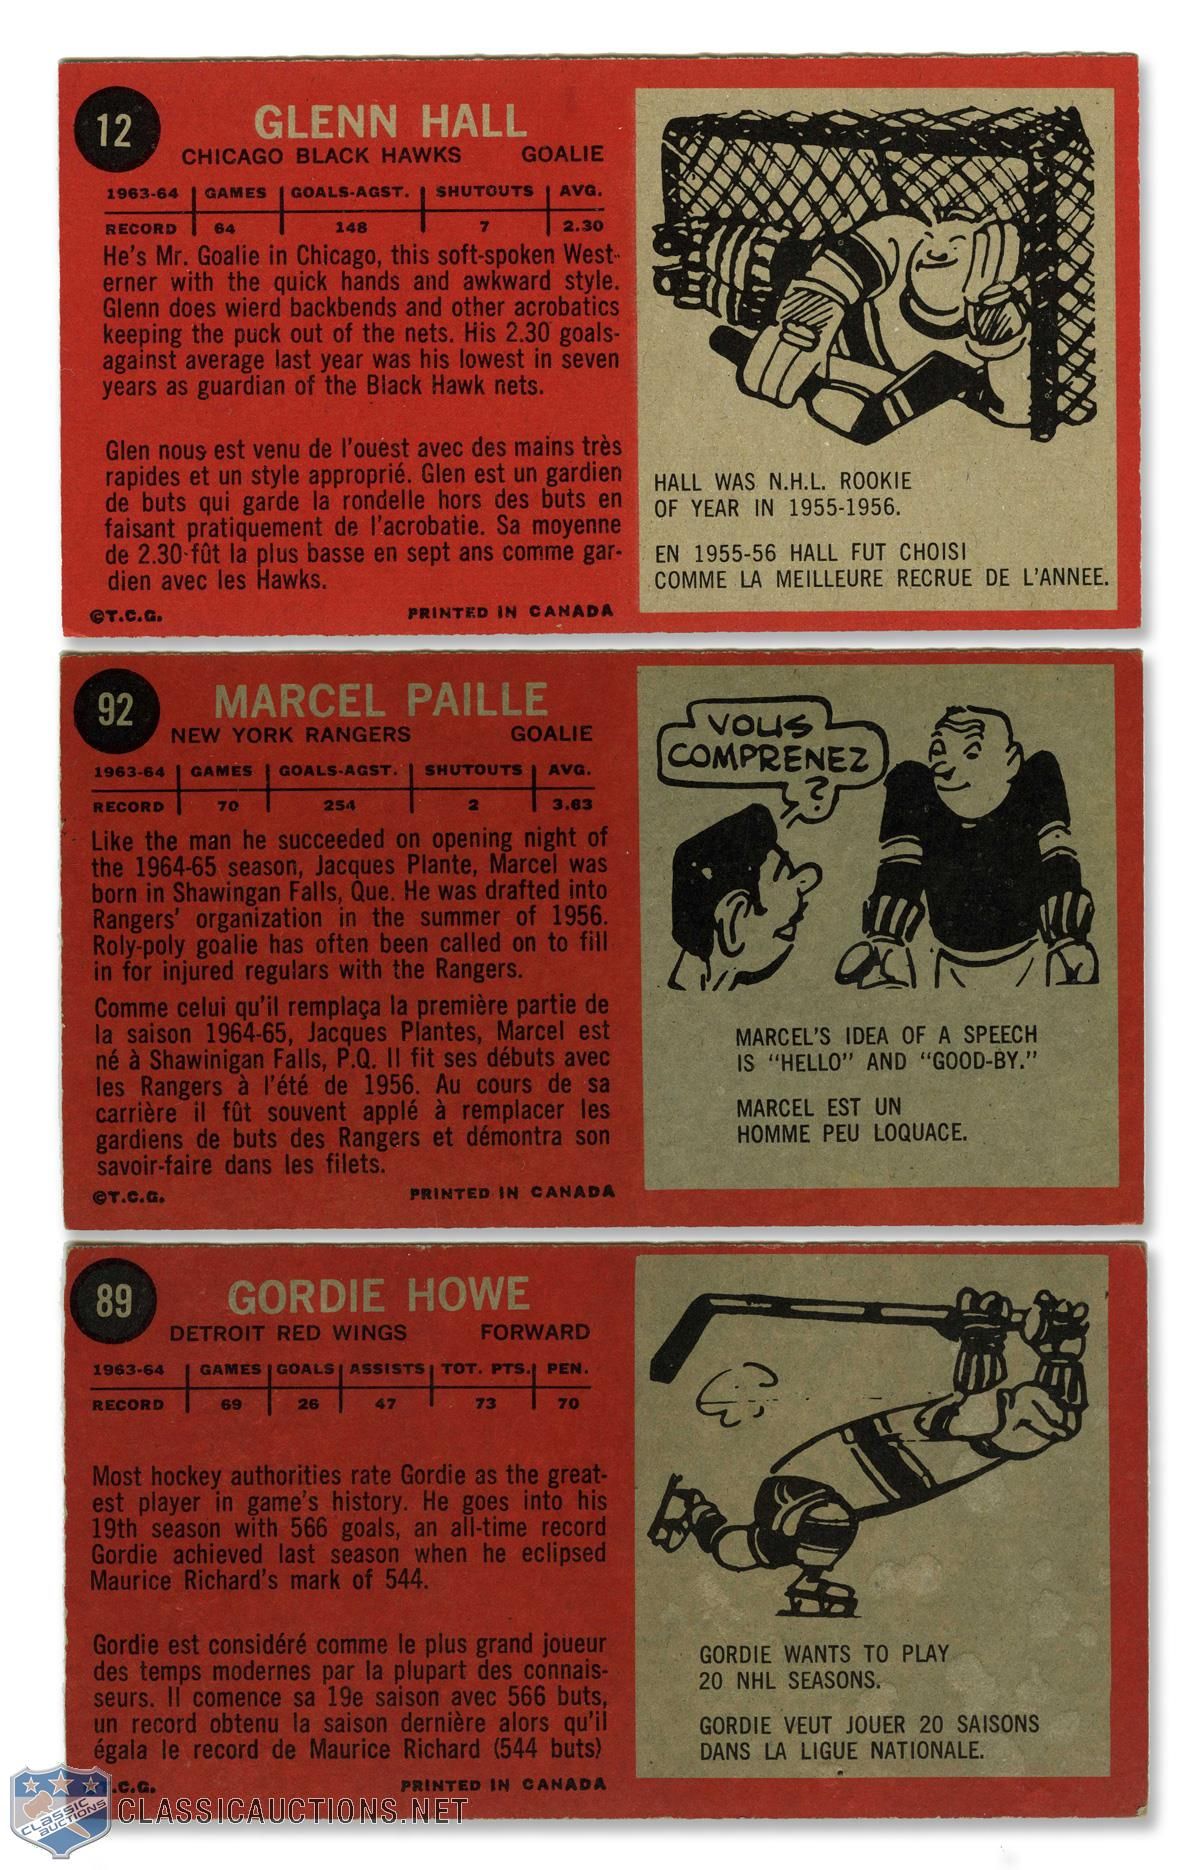 12
GLENN HALL
CHICAGO BLACK HAWKS GOALIE
1963-64 GAMES GOALS-AGST. SHUTOUTS AVG.
RECORD 64 148 7 2.30
He's Mr. Goalie in Chicago, this soft-spoken West-
erner with the quick hands and awkward style.
Glenn does wierd backbends and other acrobatics
keeping the puck out of the nets. His 2.30 goals-
against average last year was his lowest in seven
years as guardian of the Black Hawk nets.
Glen nous est venu de l'ouest avec des mains très
rapides et un style approprié. Glen est un gardien
de buts qui garde la rondelle hors des buts en
faisant pratiquement de l'acrobatie. Sa moyenne
de 2.30 fût la plus basse en sept ans comme gar-
dien avec les Hawks.
©T.C.G. PRINTED IN CANADA
HALL WAS N.H.L. ROOKIE
OF YEAR IN 1955-1956.
EN 1955-56 HALL FUT CHOISI
COMME LA MEILLEURE RECRUE DE L'ANNEE.
92
MARCEL PAILLE
NEW YORK RANGERS GOALIE
1963-64 GAMES GOALS-AGST. SHUTOUTS AVG.
RECORD 70 254 2 3.63
Like the man he succeeded on opening night of
the 1964-65 season, Jacques Plante, Marcel was
born in Shawingan Falls, Que. He was drafted into
Rangers' organization in the summer of 1956.
Roly-poly goalie has often been called on to fill
in for injured regulars with the Rangers.
Comme celui qu'il remplaça la première partie de
la saison 1964-65, Jacques Plantes, Marcel est
né à Shawinigan Falls, P.Q. Il fit ses débuts avec
les Rangers à l'été de 1956. Au cours de sa
carrière il fût souvent applé à remplacer les
gardiens de buts des Rangers et démontra son
savoir-faire dans les filets.
©T.C.G. PRINTED IN CANADA
VOUS
COMPRENEZ
?
MARCEL'S IDEA OF A SPEECH
IS "HELLO" AND "GOOD-BY."
MARCEL EST UN
HOMME PEU LOQUACE.
89
GORDIE HOWE
DETROIT RED WINGS FORWARD
1963-64 GAMES GOALS ASSISTS TOT. PTS. PEN.
RECORD 69 26 47 73 70
Most hockey authorities rate Gordie as the great-
est player in game's history. He goes into his
19th season with 566 goals, an all-time record
Gordie achieved last season when he eclipsed
Maurice Richard's mark of 544.
Gordie est considéré comme le plus grand joueur
des temps modernes par la plupart des connais-
seurs. Il comence sa 19e saison avec 566 buts,
un record obtenu la saison dernière alors qu'il
égala le record de Maurice Richard (544 buts)
T.C.G. PRINTED IN CANADA
GORDIE WANTS TO PLAY
20 NHL SEASONS.
GORDIE VEUT JOUER 20 SAISONS
DANS LA LIGUE NATIONALE.
CLASSIC
AUCTIONS
CLASSICAUCTIONS.NET